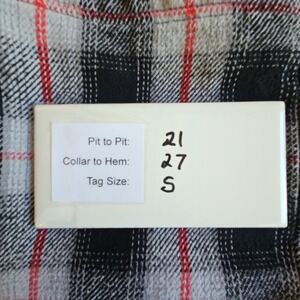 Pit to Pit: 21
Collar to Hem: 27
Tag Size: S